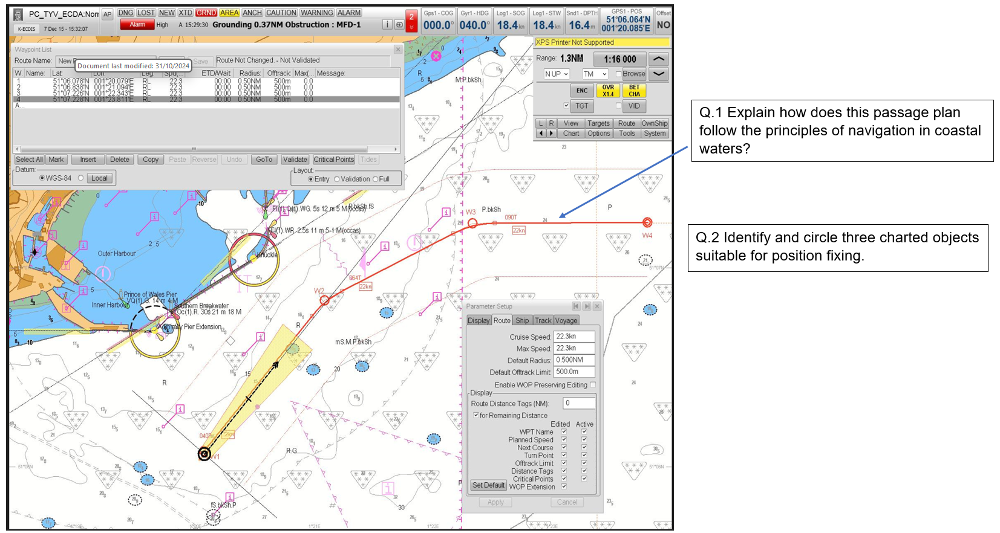 PC_TYV_ECDA:Norr
AP
DNG LOST NEW XTD GRND AREA ANCH CAUTION WARNING ALARM
K-ECDIS
7 Dec 15 - 15:32:07
Alarm
High
A 15:29:30
Grounding 0.37NM Obstruction : MFD-1
i
2
Gps1 - COG
000.0°
Gyr1 - HDG
040.0°
Log1 - SOG
18.4kn
Log1 - STW
18.4kn
Snd1 - DPTH
16.4m
GPS1 - POS
51°06.064'N
001°20.085'E
Offset
NO
Waypoint List
Route Name:
New
Save
Route Not Changed. - Not Validated
Document last modified: 31/10/2024
W. Name: Lat: Lon: Leg: Spd(... ETD/Wait: Radius: Offtrack: Max(... Message:
1 51°06.078'N 001°20.079'E RL 22.3 00:00 0.50NM 500m 0.0
2 51°06.838'N 001°21.094'E RL 22.3 00:00 0.50NM 500m 0.0
3 51°07.226'N 001°22.343'E RL 22.3 00:00 0.50NM 500m 0.0
4 51°07.228'N 001°23.811'E RL 22.3 00:00 0.50NM 500m 0.0
A...
Select All Mark Insert Delete Copy Paste Reverse Undo GoTo Validate Critical Points Tides
Datum:
WGS-84
Local
Layout:
Entry Validation Full
XPS Printer Not Supported
Range: 1.3NM 1:16 000
N UP TM Browse
ENC OVR X1.4 BET CHA
TGT VID
L R View Targets Route OwnShip
Chart Options Tools System
Q.1 Explain how does this passage plan
follow the principles of navigation in coastal
waters?
Q.2 Identify and circle three charted objects
suitable for position fixing.
M.P.bkSh
P.bkSh.fS
Fl(1).WR 2.5s 11 m 5-1 M(occas)
Knuckle
Outer Harbour
Inner Harbour
Prince of Wales Pier
VQ(1).G. 14 m 4 M
Southern Breakwater
Oc(1).R. 30s 21 m 18 M
Admiralty Pier Extension
W3
P.bkSh
090T
22kn
W4
P
064T
22kn
W2
R
mS.M.P.bkSh
R
040T
22kn
W1
R.G
fS.bkSh.P
51°07N
51°06N
51°06N
1°21'E
1°22'E
Parameter Setup
Display Route Ship Track Voyage
Cruise Speed: 22.3kn
Max Speed: 22.3kn
Default Radius: 0.500NM
Default Offtrack Limit: 500.0m
Enable WOP Preserving Editing
Display
Route Distance Tags (NM): 0
for Remaining Distance
Edited Active
WPT Name
Planned Speed
Next Course
Turn Point
Offtrack Limit
Distance Tags
Critical Points
Set Default
WOP Extension
Apply
Cancel